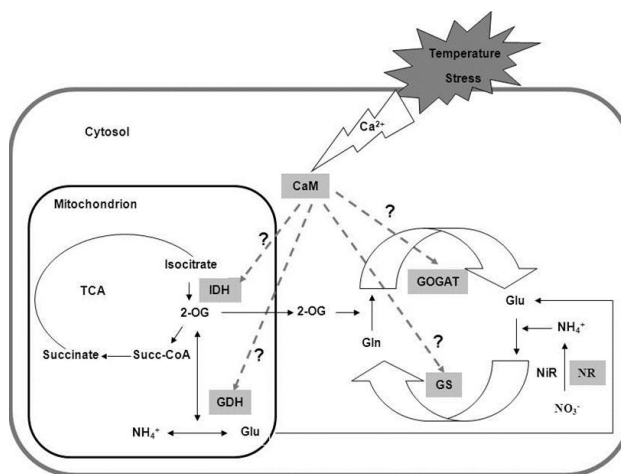 Temperature
Stress
Cytosol
Ca²⁺
CaM
Mitochondrion
?
?
Isocitrate
TCA
IDH
GOGAT
2-OG
2-OG
Glu
NH₄⁺
Gln
?
?
Succinate
Succ-CoA
GS
NiR
NR
GDH
NO₃⁻
NH₄⁺
Glu